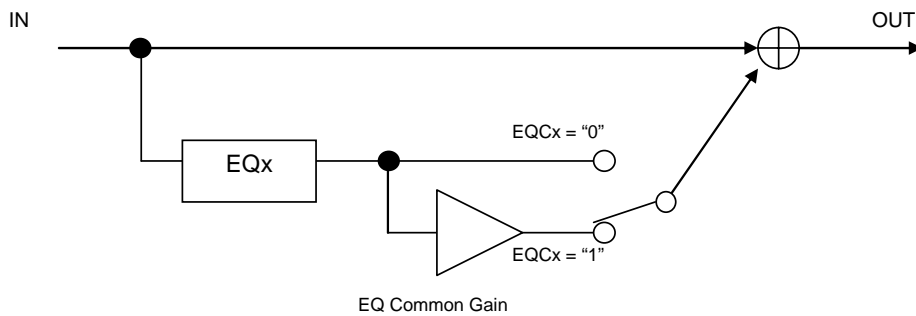 IN
OUT
EQCx = “0”
EQx
EQCx = “1”
EQ Common Gain